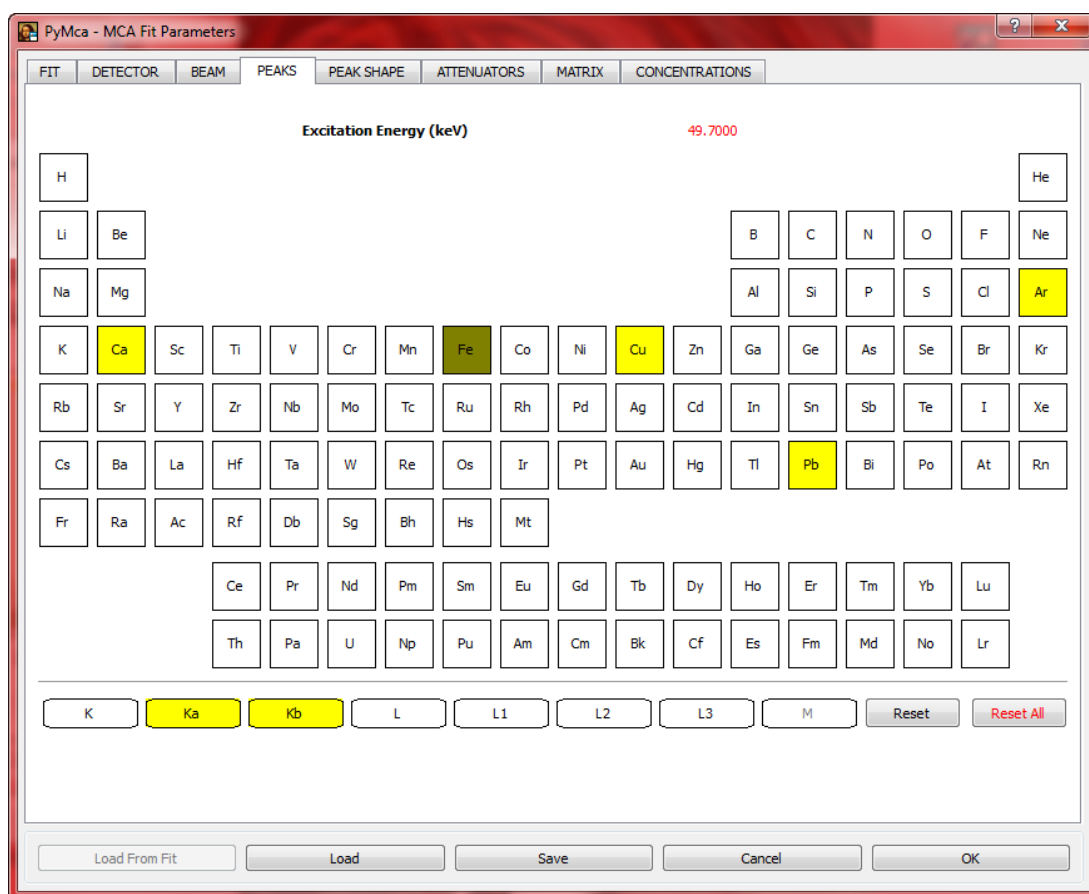 PyMca - MCA Fit Parameters
? X
FIT DETECTOR BEAM PEAKS PEAK SHAPE ATTENUATORS MATRIX CONCENTRATIONS
Excitation Energy (keV) 49.7000
H He
Li Be B C N O F Ne
Na Mg Al Si P S Cl Ar
K Ca Sc Ti V Cr Mn Fe Co Ni Cu Zn Ga Ge As Se Br Kr
Rb Sr Y Zr Nb Mo Tc Ru Rh Pd Ag Cd In Sn Sb Te I Xe
Cs Ba La Hf Ta W Re Os Ir Pt Au Hg Tl Pb Bi Po At Rn
Fr Ra Ac Rf Db Sg Bh Hs Mt
Ce Pr Nd Pm Sm Eu Gd Tb Dy Ho Er Tm Yb Lu
Th Pa U Np Pu Am Cm Bk Cf Es Fm Md No Lr
K Ka Kb L L1 L2 L3 M Reset Reset All
Load From Fit Load Save Cancel OK